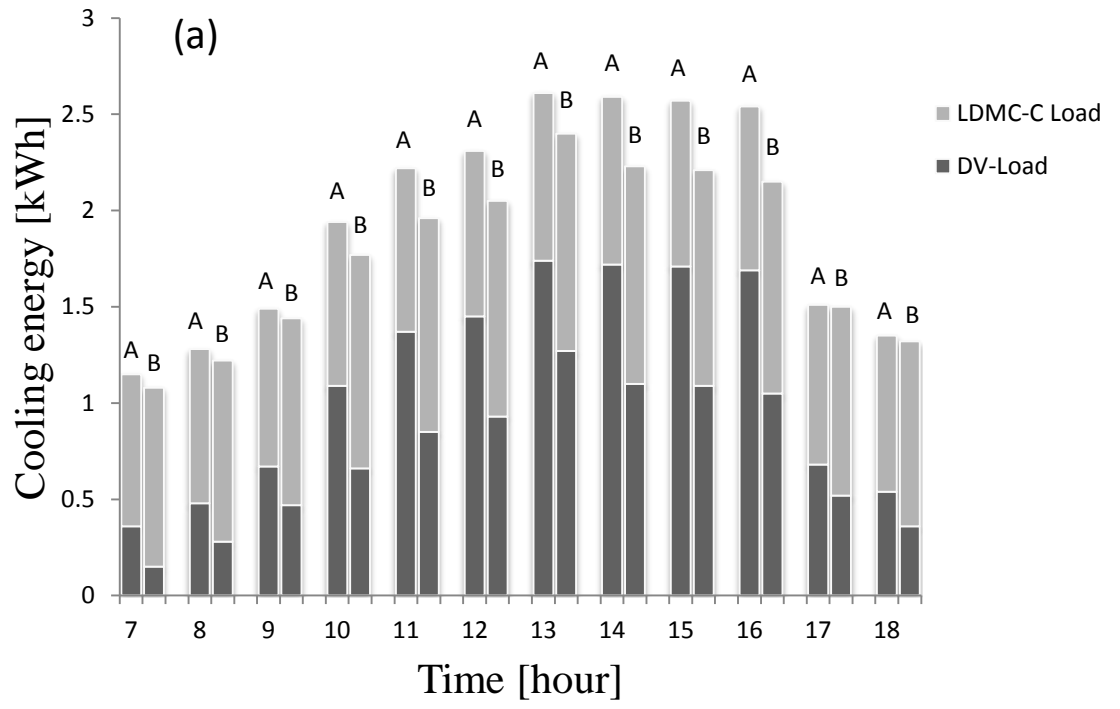 (a)
Cooling energy [kWh]
3
2.5
2
1.5
1
0.5
0
A B A B A B A B A B A B A B A B A B A B A B A B
7 8 9 10 11 12 13 14 15 16 17 18
Time [hour]
LDMC-C Load
DV-Load